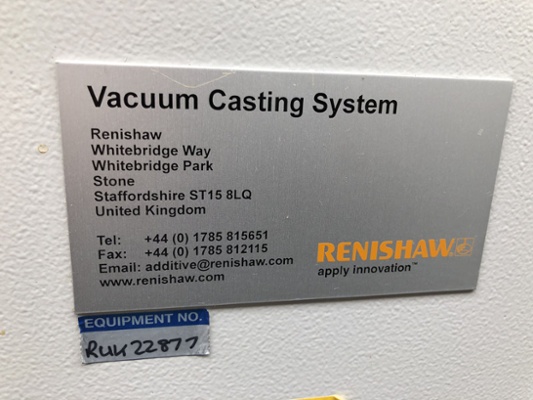 Vacuum Casting System
Renishaw
Whitebridge Way
Whitebridge Park
Stone
Staffordshire ST15 8LQ
United Kingdom
Tel: +44 (0) 1785 815651
Fax: +44 (0) 1785 812115
Email: additive@renishaw.com
www.renishaw.com
RENISHAW
apply innovation™
EQUIPMENT NO.
RUK22877